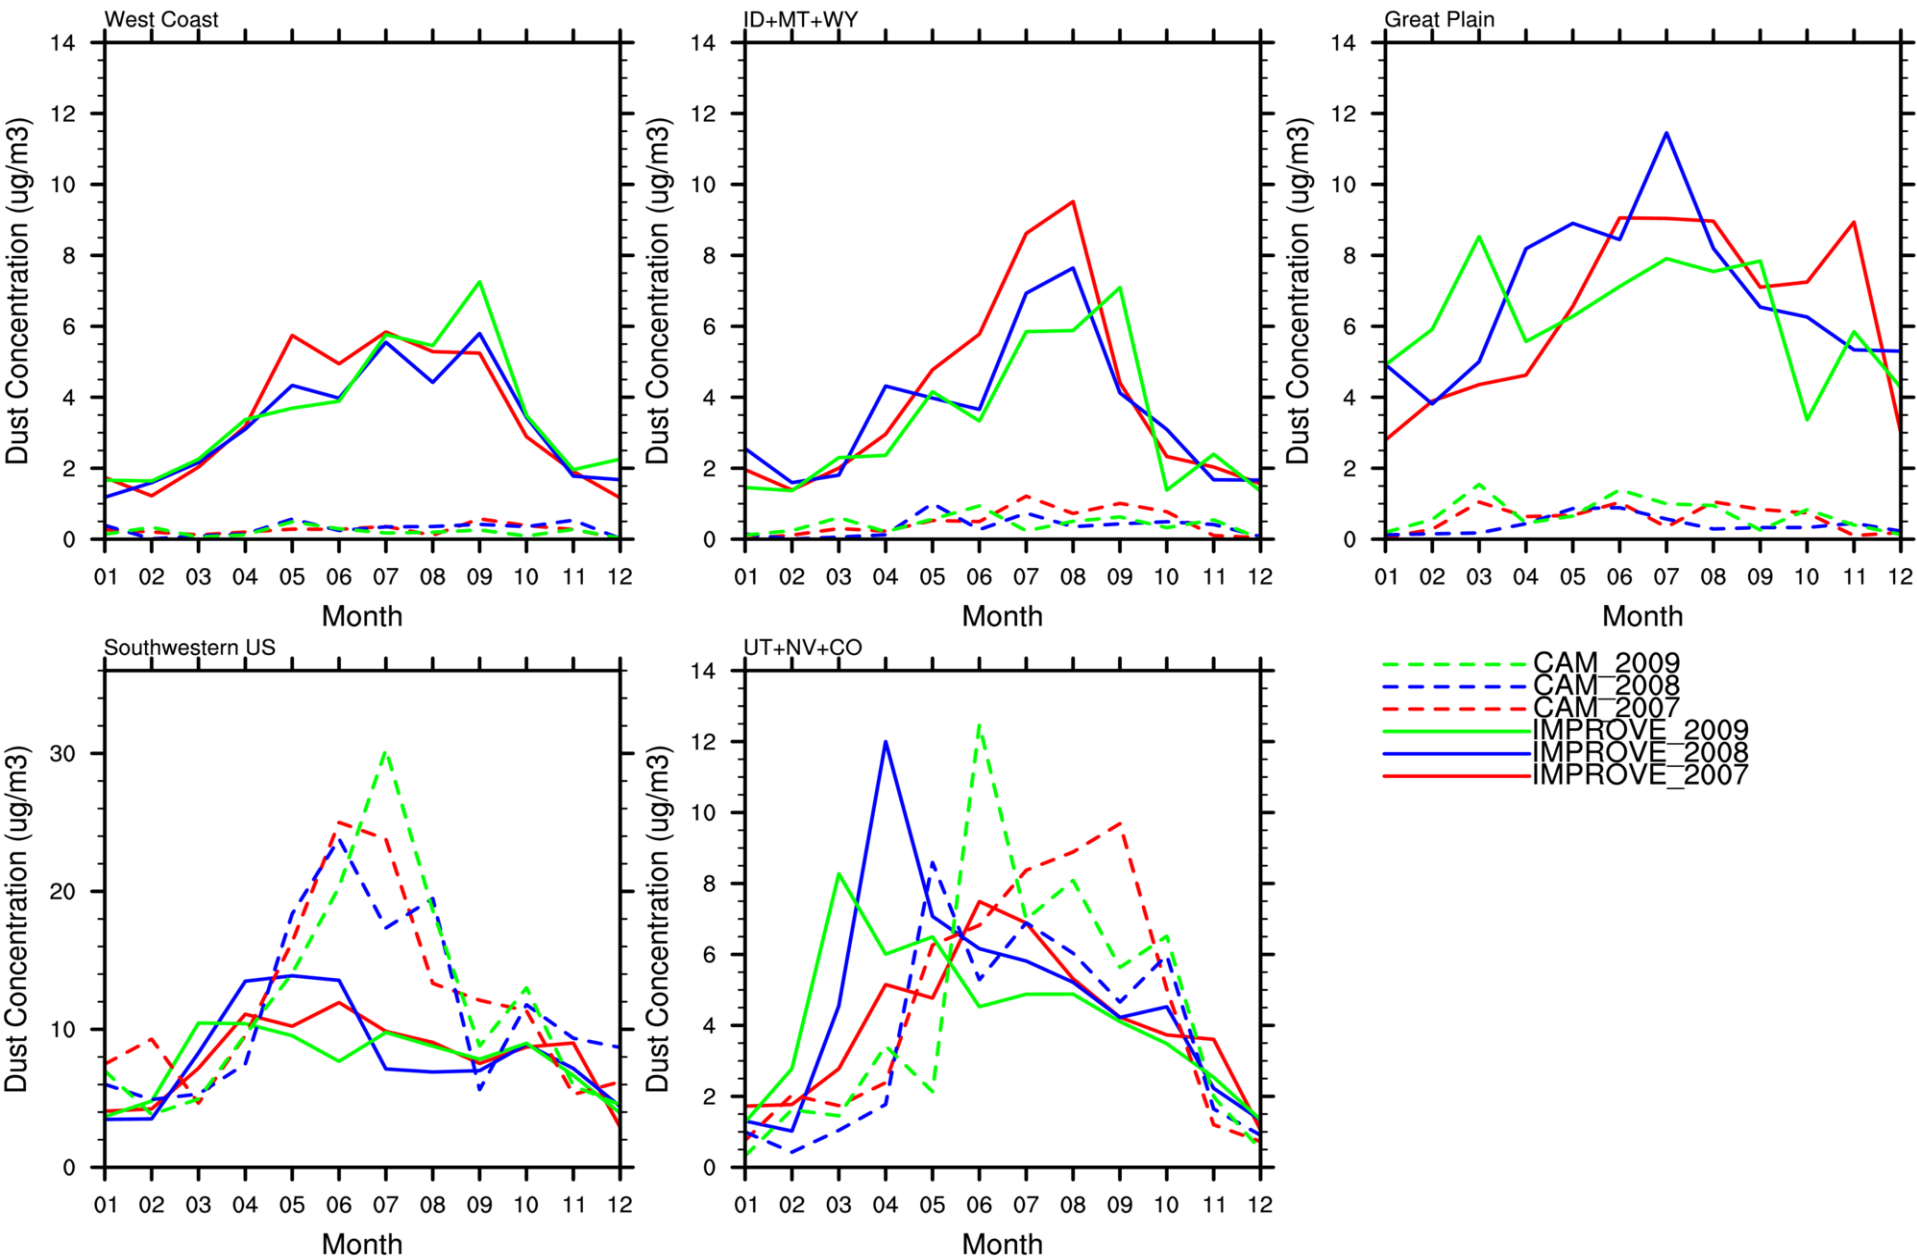 West Coast
14
12
10
8
6
4
2
0
Dust Concentration (ug/m3)
01 02 03 04 05 06 07 08 09 10 11 12
Month
ID+MT+WY
14
12
10
8
6
4
2
0
Dust Concentration (ug/m3)
01 02 03 04 05 06 07 08 09 10 11 12
Month
Great Plain
14
12
10
8
6
4
2
0
Dust Concentration (ug/m3)
01 02 03 04 05 06 07 08 09 10 11 12
Month
Southwestern US
30
20
10
0
Dust Concentration (ug/m3)
01 02 03 04 05 06 07 08 09 10 11 12
Month
UT+NV+CO
14
12
10
8
6
4
2
0
Dust Concentration (ug/m3)
01 02 03 04 05 06 07 08 09 10 11 12
Month
CAM_2009
CAM_2008
CAM_2007
IMPROVE_2009
IMPROVE_2008
IMPROVE_2007